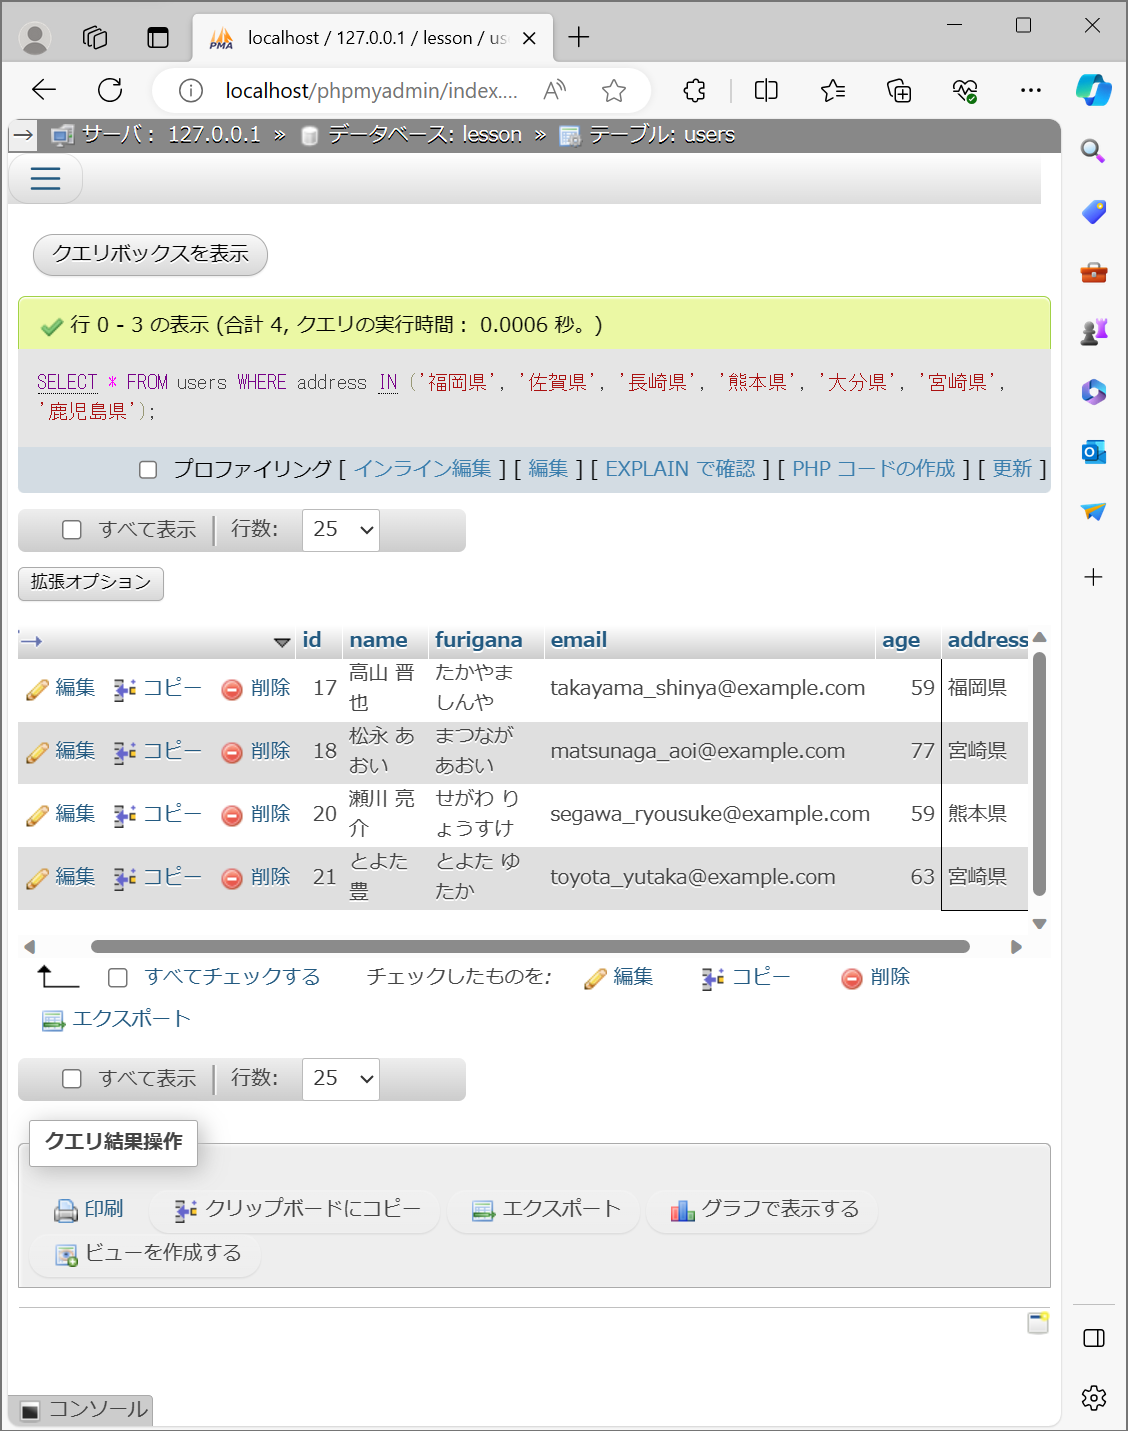 localhost / 127.0.0.1 / lesson / us
localhost/phpmyadmin/index....
サーバ： 127.0.0.1 » データベース: lesson » テーブル: users
クエリボックスを表示
行 0 - 3 の表示 (合計 4, クエリの実行時間： 0.0006 秒。)
SELECT * FROM users WHERE address IN ('福岡県', '佐賀県', '長崎県', '熊本県', '大分県', '宮崎県',
'鹿児島県');
プロファイリング [ インライン編集 ] [ 編集 ] [ EXPLAIN で確認 ] [ PHP コードの作成 ] [ 更新 ]
すべて表示 行数: 25
拡張オプション
id name furigana email age address
編集 コピー 削除 17 高山 晋也 たかやま しんや takayama_shinya@example.com 59 福岡県
編集 コピー 削除 18 松永 あおい まつなが あおい matsunaga_aoi@example.com 77 宮崎県
編集 コピー 削除 20 瀬川 亮介 せがわ りょうすけ segawa_ryousuke@example.com 59 熊本県
編集 コピー 削除 21 とよた 豊 とよた ゆたか toyota_yutaka@example.com 63 宮崎県
すべてチェックする チェックしたものを: 編集 コピー 削除
エクスポート
すべて表示 行数: 25
クエリ結果操作
印刷 クリップボードにコピー エクスポート グラフで表示する
ビューを作成する
コンソール